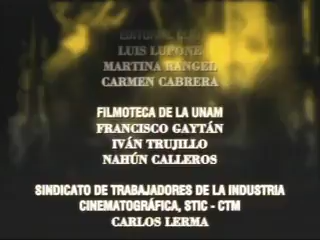 EDITORIAL
LUIS LUPONE
MARTINA RANGEL
CARMEN CABRERA
FILMOTECA DE LA UNAM
FRANCISCO GAYTÁN
IVÁN TRUJILLO
NAHÚN CALLEROS
SINDICATO DE TRABAJADORES DE LA INDUSTRIA
CINEMATOGRÁFICA, STIC - CTM
CARLOS LERMA